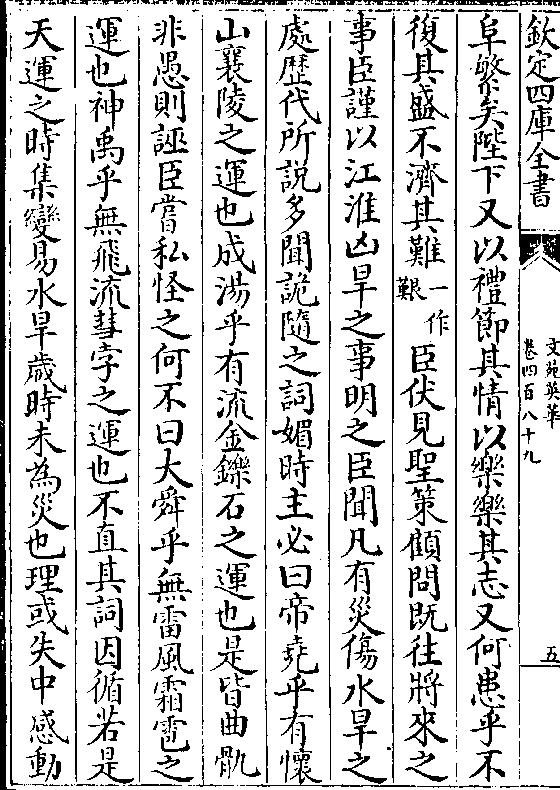 欽定四庫全書
文苑英華
卷四百八十九
五
阜繁矣陛下又以禮節其情以樂樂其志又何患乎不
復其盛不濟其難一作艱臣伏見聖策顧問既往將來之
事臣謹以江淮凶旱之事明之臣聞凡有災傷水旱之
處歴代所説多聞詭隨之詞媚時主必曰帝堯乎有懷
山襄陵之運也成湯乎有流金鑠石之運也是皆曲骫
非愚則誣臣嘗私怪之何不曰大舜乎無雷風霜雹之
運也神禹乎無飛流彗孛之運也不直其詞因循若是
天運之時集變易水旱歲時未為災也理或失中感動